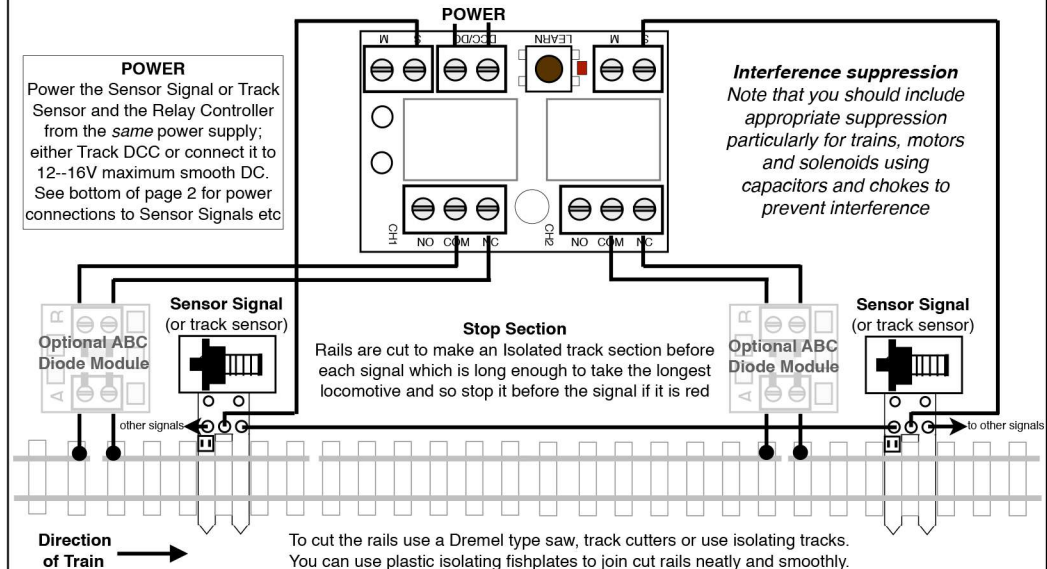 POWER
M S DCC/DC LEARN M S
POWER
Power the Sensor Signal or Track
Sensor and the Relay Controller
from the same power supply;
either Track DCC or connect it to
12--16V maximum smooth DC.
See bottom of page 2 for power
connections to Sensor Signals etc
Interference suppression
Note that you should include
appropriate suppression
particularly for trains, motors
and solenoids using
capacitors and chokes to
prevent interference
CH1 NO COM NC
CH2 NO COM NC
R
Optional ABC
Diode Module
A
Sensor Signal
(or track sensor)
Stop Section
Rails are cut to make an Isolated track section before
each signal which is long enough to take the longest
locomotive and so stop it before the signal if it is red
R
Optional ABC
Diode Module
A
Sensor Signal
(or track sensor)
other signals
to other signals
Direction
of Train
To cut the rails use a Dremel type saw, track cutters or use isolating tracks.
You can use plastic isolating fishplates to join cut rails neatly and smoothly.